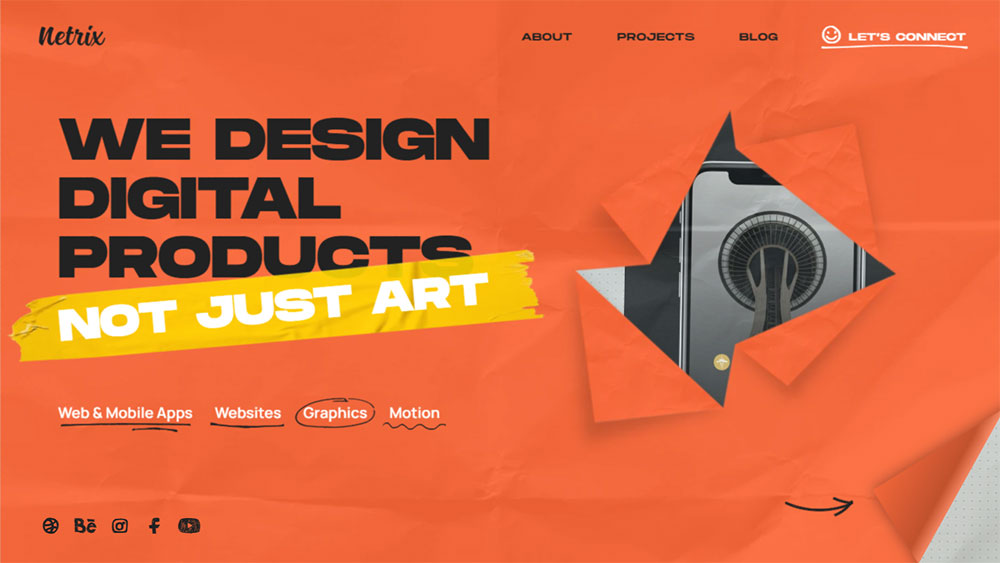 Netrix
ABOUT PROJECTS BLOG LET'S CONNECT
WE DESIGN
DIGITAL
PRODUCTS
NOT JUST ART
Web & Mobile Apps Websites Graphics Motion
Bē